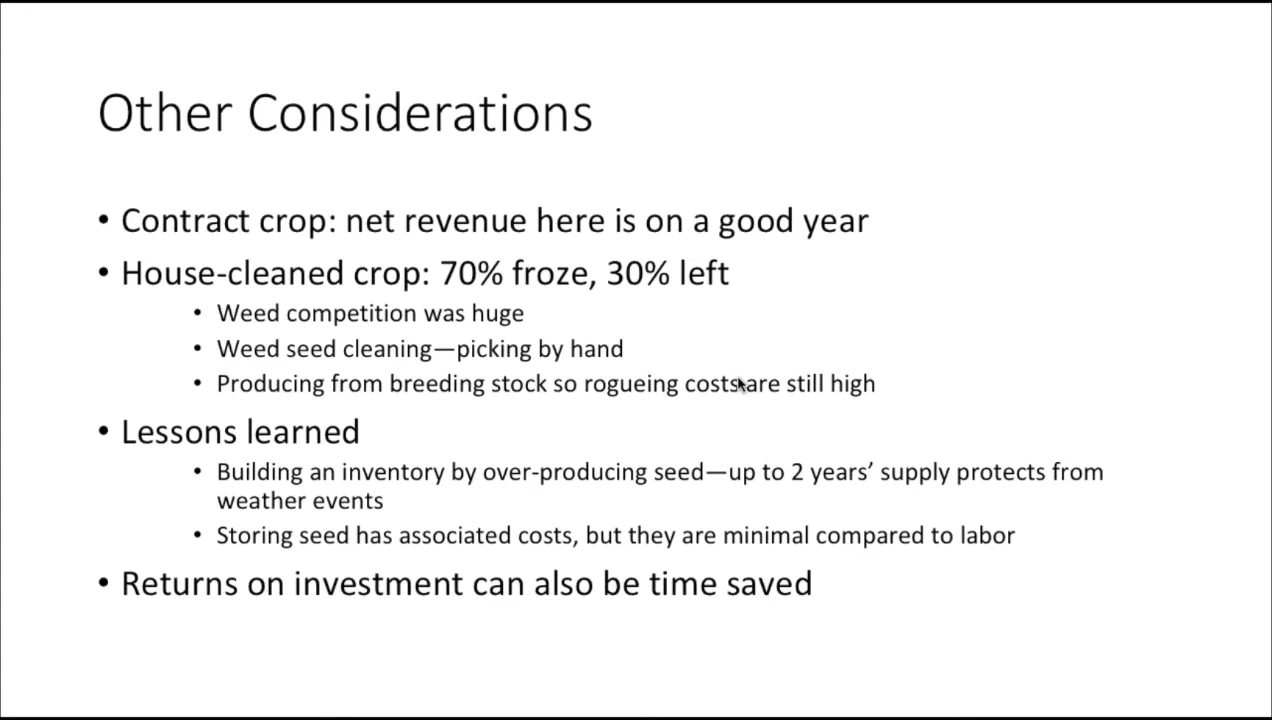 Other Considerations
• Contract crop: net revenue here is on a good year
• House-cleaned crop: 70% froze, 30% left
• Weed competition was huge
• Weed seed cleaning—picking by hand
• Producing from breeding stock so rogueing costs are still high
• Lessons learned
• Building an inventory by over-producing seed—up to 2 years’ supply protects from
weather events
• Storing seed has associated costs, but they are minimal compared to labor
• Returns on investment can also be time saved